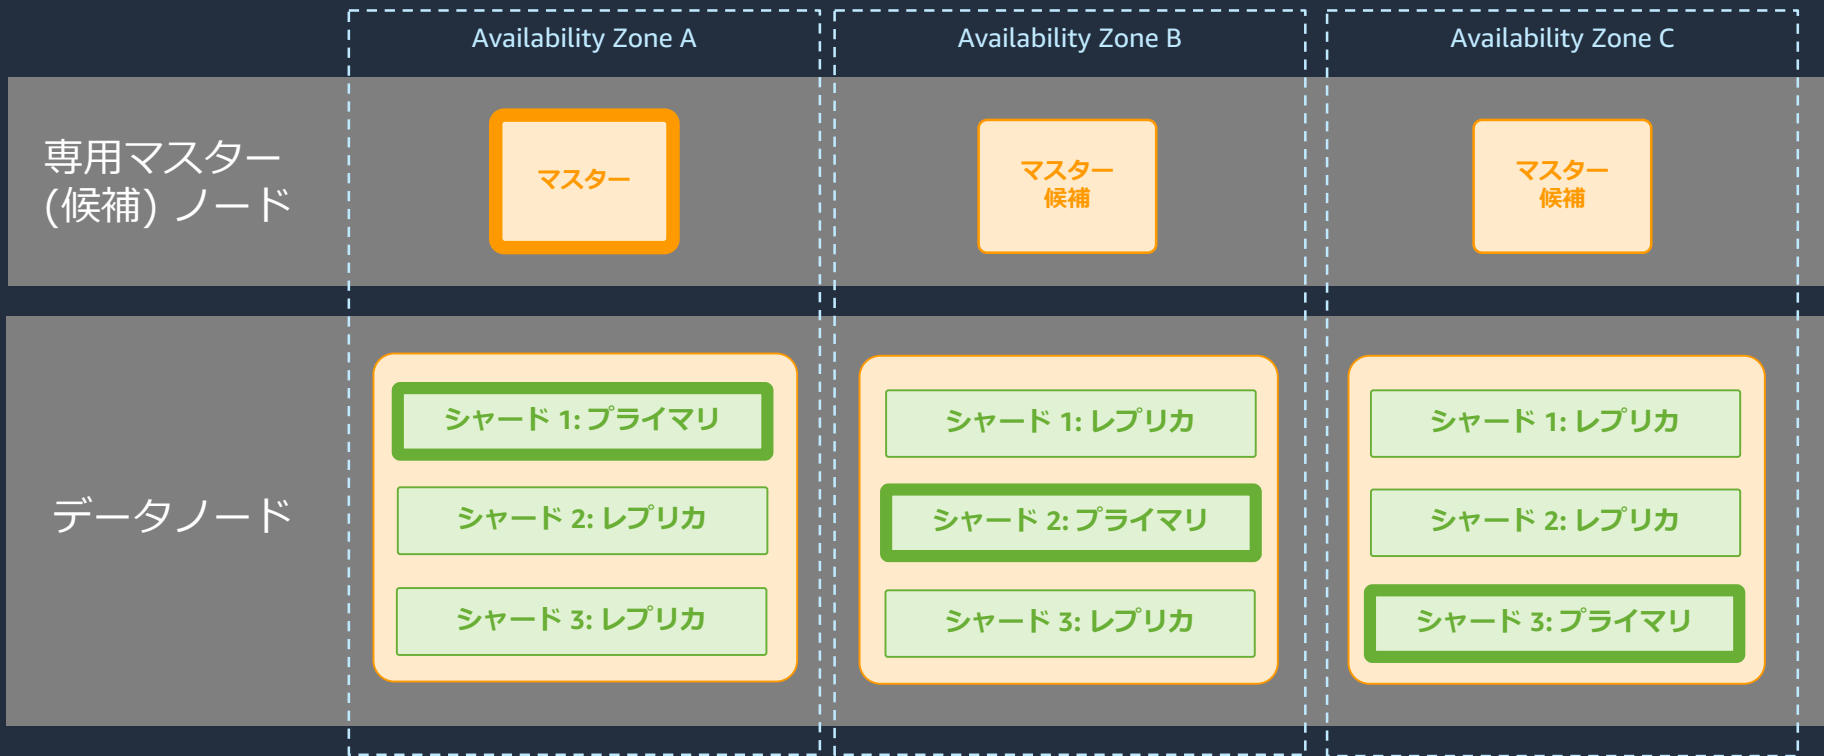 Availability Zone A
Availability Zone B
Availability Zone C
専用マスター
(候補) ノード
マスター
マスター
候補
マスター
候補
データノード
シャード 1: プライマリ
シャード 2: レプリカ
シャード 3: レプリカ
シャード 1: レプリカ
シャード 2: プライマリ
シャード 3: レプリカ
シャード 1: レプリカ
シャード 2: レプリカ
シャード 3: プライマリ